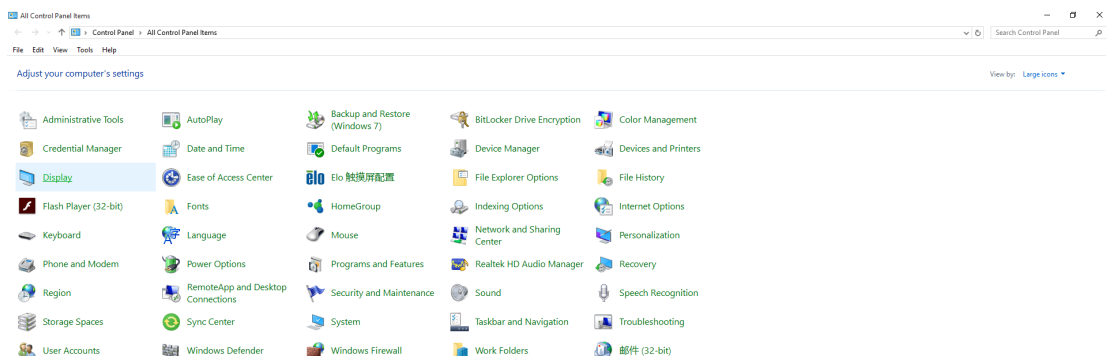 All Control Panel Items
Control Panel › All Control Panel Items
Search Control Panel
File Edit View Tools Help
Adjust your computer's settings
View by: Large icons
Administrative Tools
AutoPlay
Backup and Restore
(Windows 7)
BitLocker Drive Encryption
Color Management
Credential Manager
Date and Time
Default Programs
Device Manager
Devices and Printers
Display
Ease of Access Center
elo
Elo 触摸屏配置
File Explorer Options
File History
Flash Player (32-bit)
Fonts
HomeGroup
Indexing Options
Internet Options
Keyboard
Language
Mouse
Network and Sharing
Center
Personalization
Phone and Modem
Power Options
Programs and Features
Realtek HD Audio Manager
Recovery
Region
RemoteApp and Desktop
Connections
Security and Maintenance
Sound
Speech Recognition
Storage Spaces
Sync Center
System
Taskbar and Navigation
Troubleshooting
User Accounts
Windows Defender
Windows Firewall
Work Folders
邮件 (32-bit)